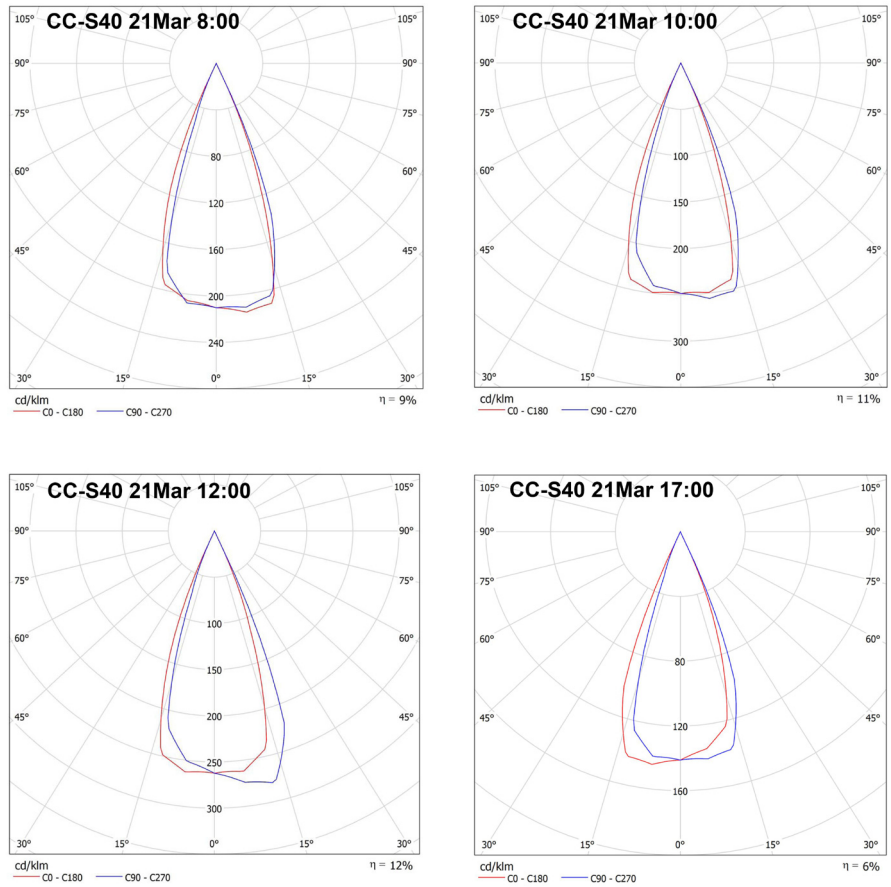 CC-S40 21Mar 8:00
105° 105°
90° 90°
75° 75°
60° 60°
45° 45°
80
120
160
200
240
30° 15° 0° 15° 30°
cd/klm η = 9%
C0 - C180 C90 - C270
CC-S40 21Mar 10:00
105° 105°
90° 90°
75° 75°
60° 60°
45° 45°
100
150
200
300
30° 15° 0° 15° 30°
cd/klm η = 11%
C0 - C180 C90 - C270
CC-S40 21Mar 12:00
105° 105°
90° 90°
75° 75°
60° 60°
45° 45°
100
150
200
250
300
30° 15° 0° 15° 30°
cd/klm η = 12%
C0 - C180 C90 - C270
CC-S40 21Mar 17:00
105° 105°
90° 90°
75° 75°
60° 60°
45° 45°
80
120
160
30° 15° 0° 15° 30°
cd/klm η = 6%
C0 - C180 C90 - C270